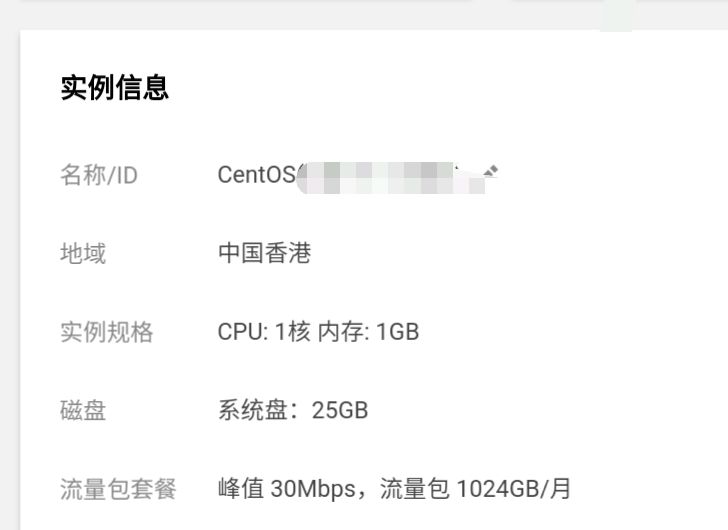 实例信息
名称/ID CentOS
地域 中国香港
实例规格 CPU: 1核 内存: 1GB
磁盘 系统盘：25GB
流量包套餐 峰值 30Mbps，流量包 1024GB/月